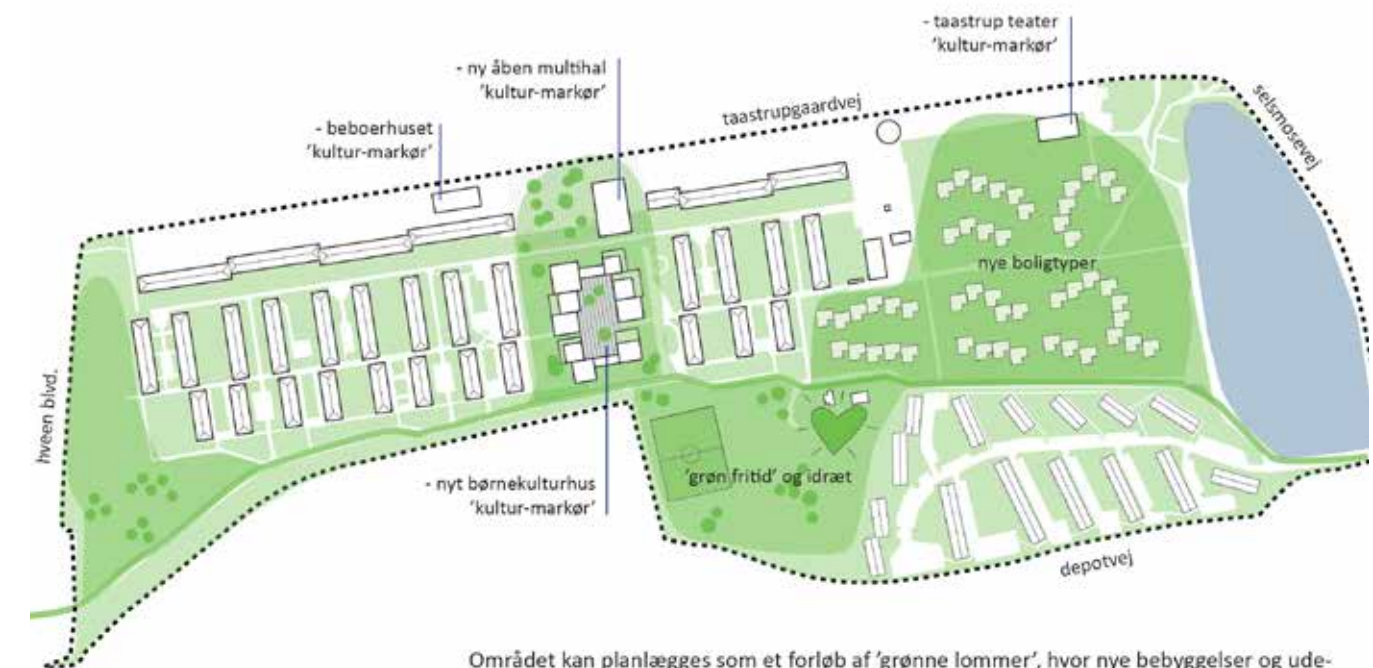 - taastrup teater
'kultur-markør'
- ny åben multihal
'kultur-markør'
taastrupgaardvej
selsmosevej
- beboerhuset
'kultur-markør'
nye boligtyper
hveen blvd.
'grøn fritid' og idræt
- nyt børnekulturhus
'kultur-markør'
depotvej
Området kan planlægges som et forløb af 'grønne lommer', hvor nye bebyggelser og ude-